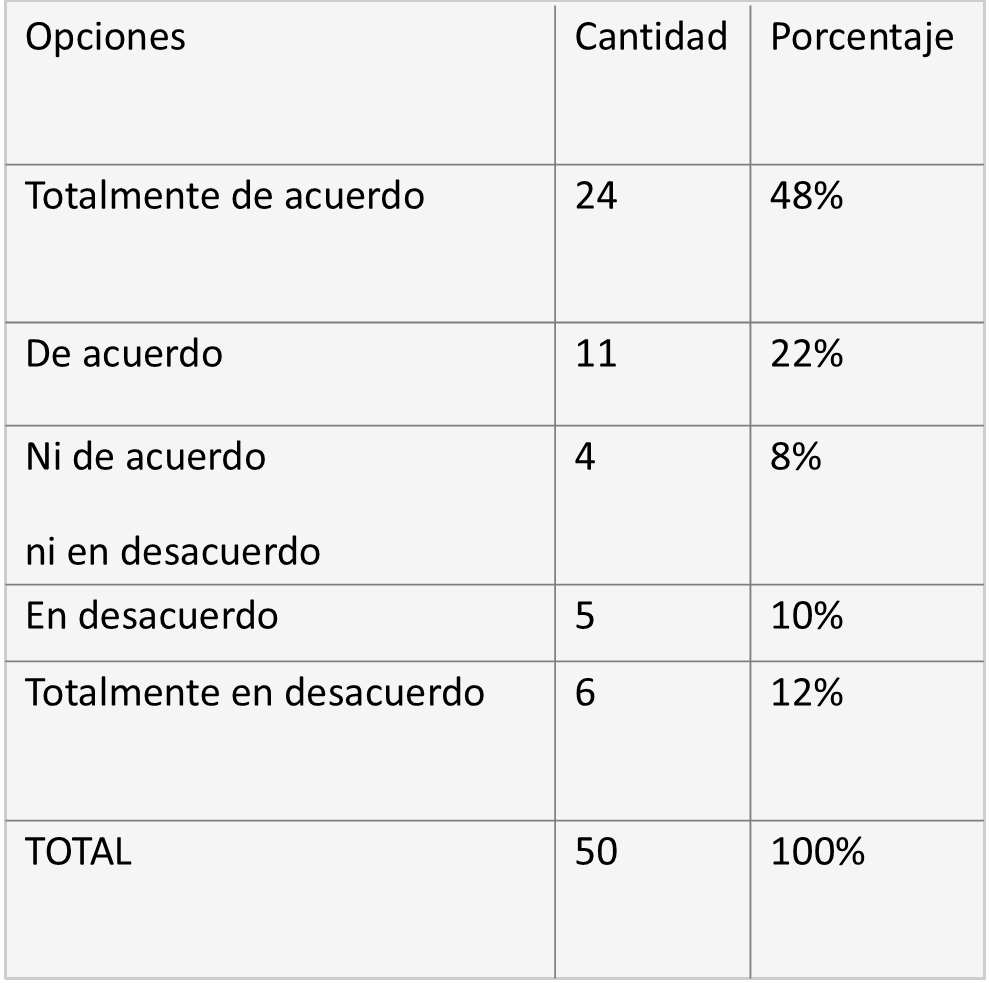 Opciones Cantidad Porcentaje
Totalmente de acuerdo 24 48%
De acuerdo 11 22%
Ni de acuerdo 4 8%
ni en desacuerdo
En desacuerdo 5 10%
Totalmente en desacuerdo 6 12%
TOTAL 50 100%